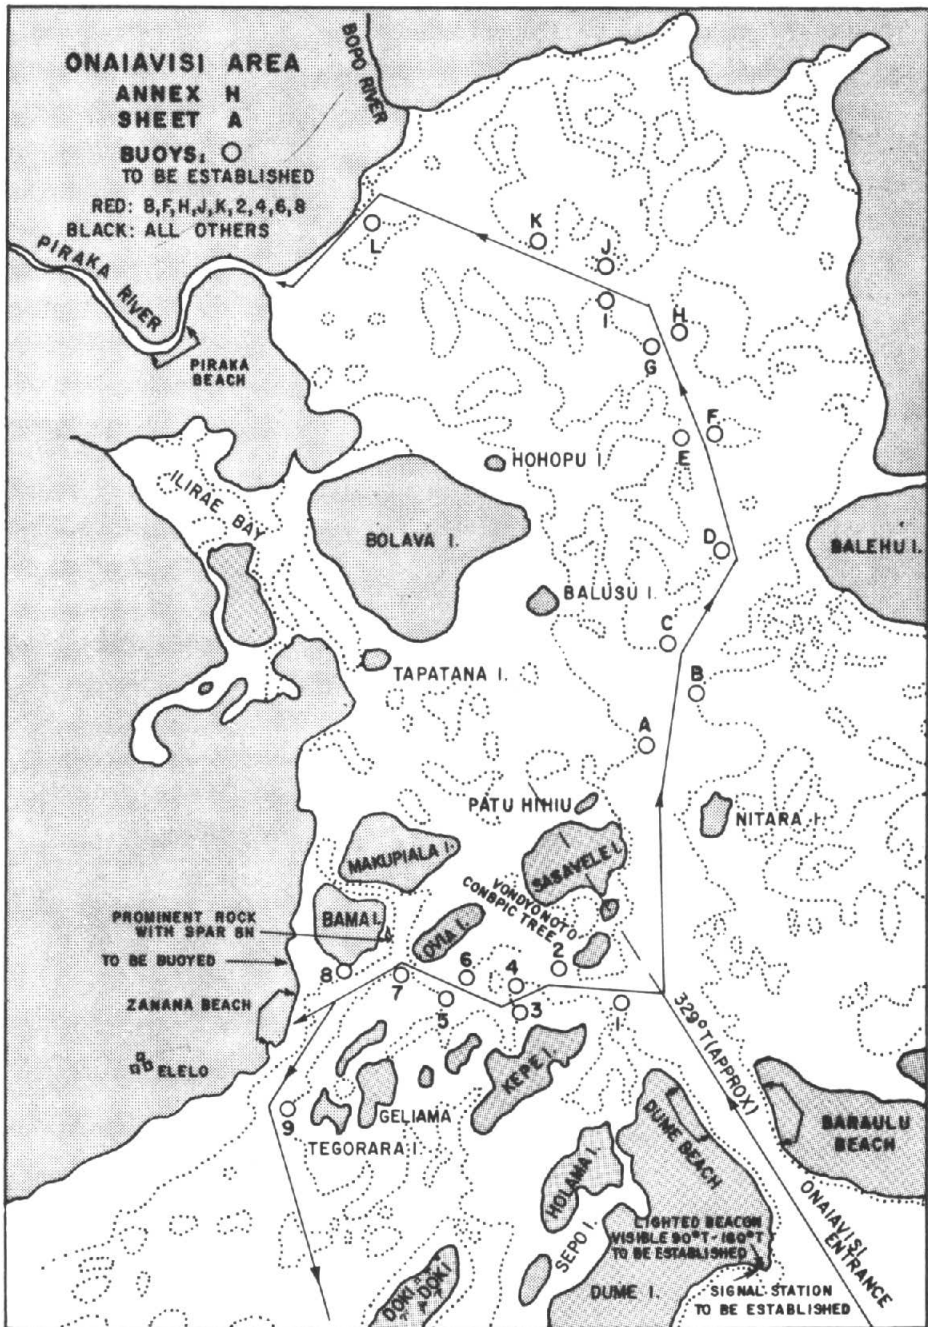 ONAIAVISI AREA
ANNEX H
SHEET A
BUOYS: O
TO BE ESTABLISHED
RED: B,F,H,J,K,2,4,6,8
BLACK: ALL OTHERS
BOPO RIVER
PIRAKA RIVER
PIRAKA
BEACH
L
K
J
I
H
G
F
E
HOHOPU I.
ILIRAE BAY
BOLAVA I.
D
BALEHU I.
BALUSU I.
C
TAPATANA I.
B
A
PATU HIHIU
NITARA I.
MAKUPIALA I.
SASAVELE I.
VOMDYONOTO
CONSPIC TREE
PROMINENT ROCK
WITH SPAR BN
BAMA I.
OVIA I.
TO BE BUOYED
8
7
6
5
4
3
2
1
ZANANA BEACH
329°T (APPROX)
ELELO
KEPE I.
GELIAMA
9
TEGORARA I.
DUME BEACH
BARAULU
BEACH
HOLAMA I.
SEPO I.
ONAIAVISI
ENTRANCE
LIGHTED BEACON
VISIBLE 90°T-180°T
TO BE ESTABLISHED
DOKI
DOKI
DUME I.
SIGNAL STATION
TO BE ESTABLISHED